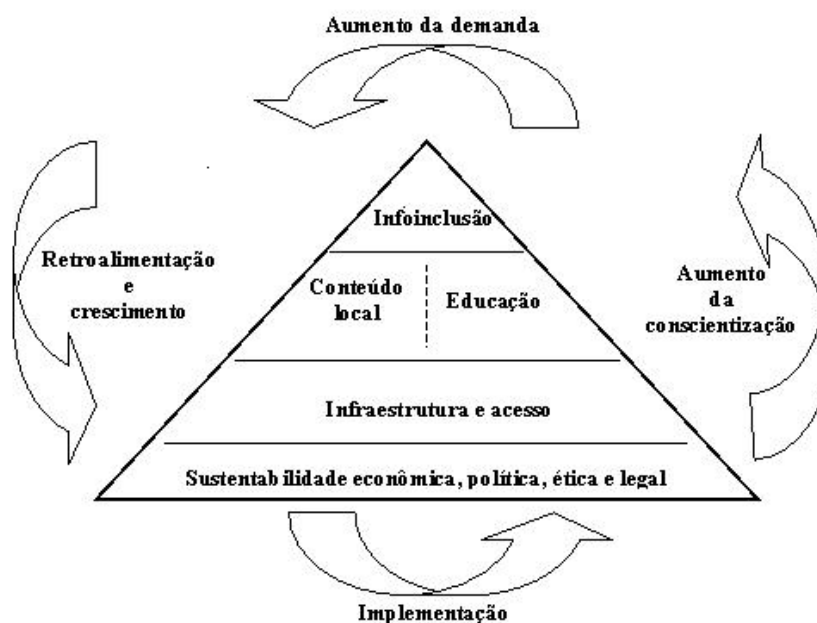 Aumento da demanda
Infoinclusão
Retroalimentação
e
crescimento
Conteúdo
local
Educação
Aumento
da
conscientização
Infraestrutura e acesso
Sustentabilidade econômica, política, ética e legal
Implementação